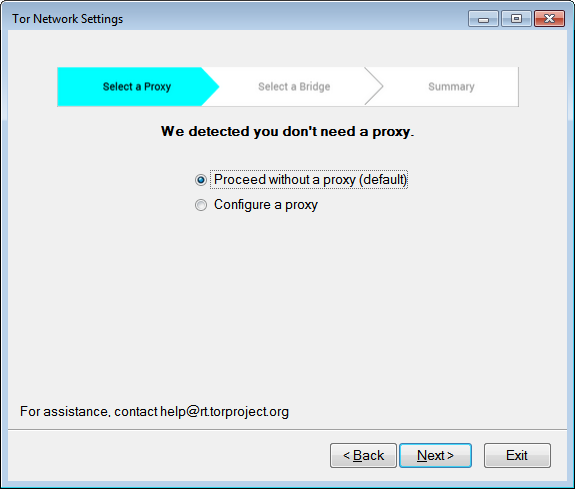 Tor Network Settings
Select a Proxy
Select a Bridge
Summary
We detected you don't need a proxy.
Proceed without a proxy (default)
Configure a proxy
For assistance, contact help@rt.torproject.org
< Back
Next >
Exit